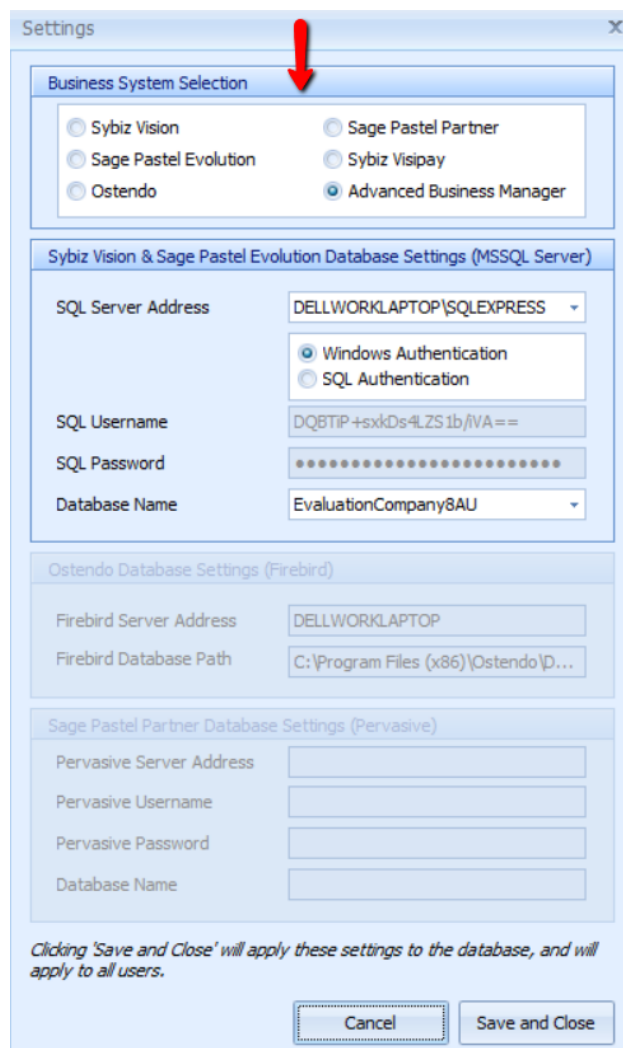 Settings
Business System Selection
Sybiz Vision
Sage Pastel Partner
Sage Pastel Evolution
Sybiz Visipay
Ostendo
Advanced Business Manager
Sybiz Vision & Sage Pastel Evolution Database Settings (MSSQL Server)
SQL Server Address
DELLWORKLAPTOP\SQLEXPRESS
Windows Authentication
SQL Authentication
SQL Username
DQBTiP+sxkDs4LZS1b/iVA==
SQL Password
Database Name
EvaluationCompany8AU
Ostendo Database Settings (Firebird)
Firebird Server Address
DELLWORKLAPTOP
Firebird Database Path
C:\Program Files (x86)\Ostendo\D...
Sage Pastel Partner Database Settings (Pervasive)
Pervasive Server Address
Pervasive Username
Pervasive Password
Database Name
Clicking 'Save and Close' will apply these settings to the database, and will
apply to all users.
Cancel
Save and Close